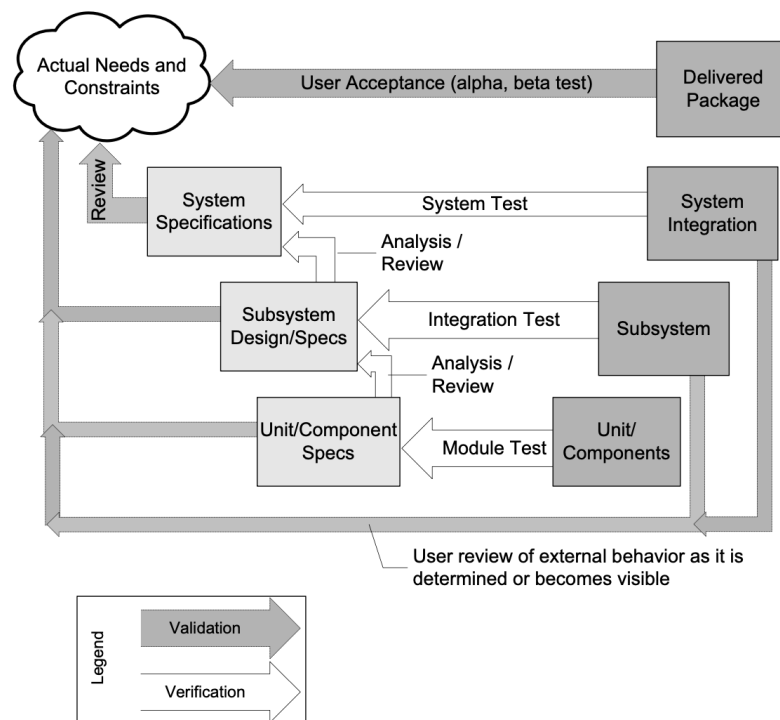 Actual Needs and
Constraints
User Acceptance (alpha, beta test)
Delivered
Package
Review
System
Specifications
System Test
System
Integration
Analysis /
Review
Subsystem
Design/Specs
Integration Test
Subsystem
Analysis /
Review
Unit/Component
Specs
Module Test
Unit/
Components
User review of external behavior as it is
determined or becomes visible
Legend
Validation
Verification